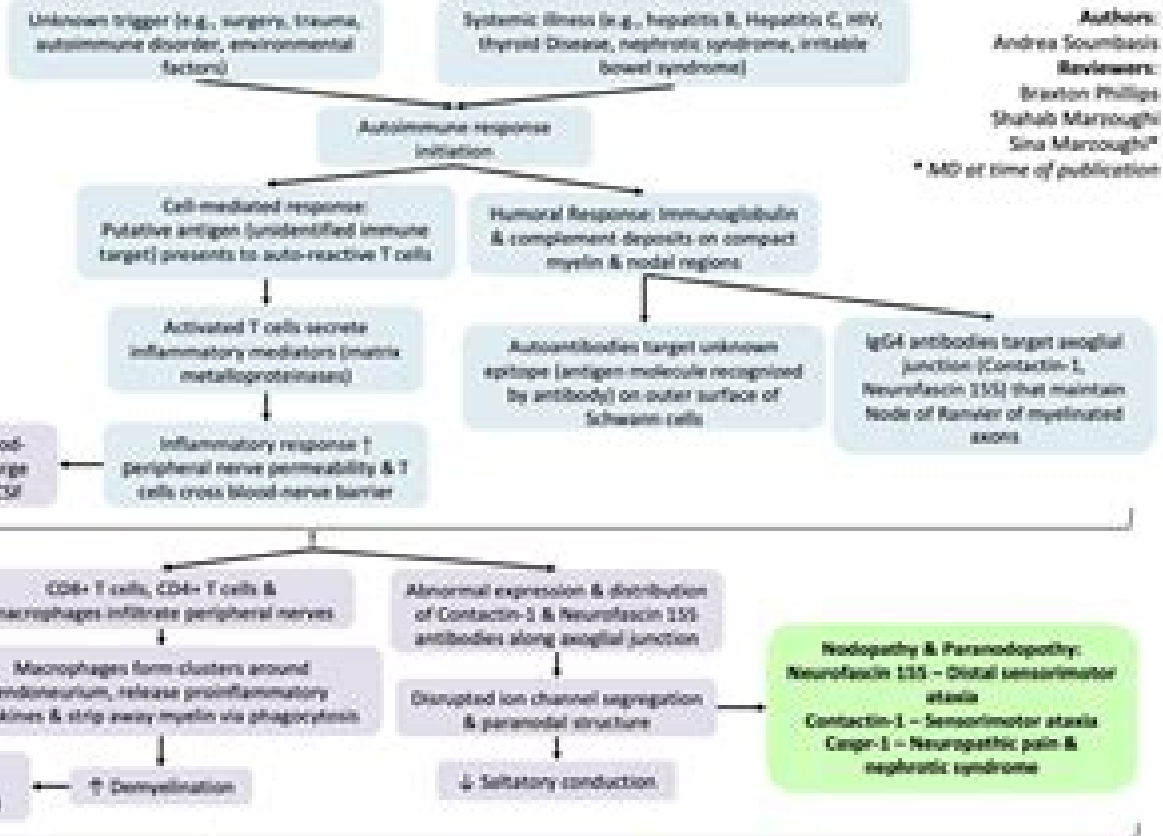 Unknown trigger (e.g., surgery, trauma,
autoimmune disorder, environmental
factors)
Systemic illness (e.g., hepatitis B, Hepatitis C, HIV,
thyroid Disease, nephrotic syndrome, irritable
bowel syndrome)
Authors:
Andrea Soumbasis
Reviewers:
Braxton Phillips
Shahab Marzoughi
Sina Marzoughi*
* MD at time of publication
Autoimmune response
initiation
Cell-mediated response:
Putative antigen (unidentified immune
target) presents to auto-reactive T cells
Humoral Response: Immunoglobulin
& complement deposits on compact
myelin & nodal regions
Activated T cells secrete
inflammatory mediators (matrix
metalloproteinases)
Autoantibodies target unknown
epitope (antigen molecule recognized
by antibody) on outer surface of
Schwann cells
IgG4 antibodies target axoglial
junction (Contactin-1,
Neurofascin 155) that maintain
Node of Ranvier of myelinated
axons
od-
rge
CSF
Inflammatory response ↑
peripheral nerve permeability & T
cells cross blood-nerve barrier
CD8+ T cells, CD4+ T cells &
macrophages infiltrate peripheral nerves
Abnormal expression & distribution
of Contactin-1 & Neurofascin 155
antibodies along axoglial junction
Macrophages form clusters around
endoneurium, release proinflammatory
kines & strip away myelin via phagocytosis
Disrupted ion channel segregation
& paranodal structure
Nodopathy & Paranodopothy:
Neurofascin 155 – Distal sensorimotor
ataxia
Contactin-1 – Sensorimotor ataxia
Caspr-1 – Neuropathic pain &
nephrotic syndrome
↑ Demyelination
↓ Saltatory conduction